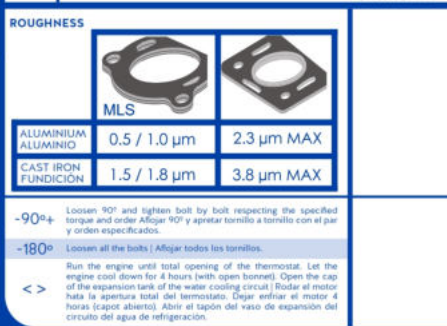 ROUGHNESS
MLS
ALUMINIUM
ALUMINIO
0.5 / 1.0 µm
2.3 µm MAX
CAST IRON
FUNDICIÓN
1.5 / 1.8 µm
3.8 µm MAX
-90º+
Loosen 90º and tighten bolt by bolt respecting the specified
torque and order Aflojar 90º y apretar tornillo a tornillo con el par
y orden especificados.
-180º
Loosen all the bolts | Aflojar todos los tornillos.
< >
Run the engine until total opening of the thermostat. Let the
engine cool down for 4 hours (with open bonnet). Open the cap
of the expansion tank of the water cooling circuit | Rodar el motor
hata la apertura total del termostato. Dejar enfriar el motor 4
horas (capot abierto). Abrir el tapón del vaso de expansión del
circuito del agua de refrigeración.